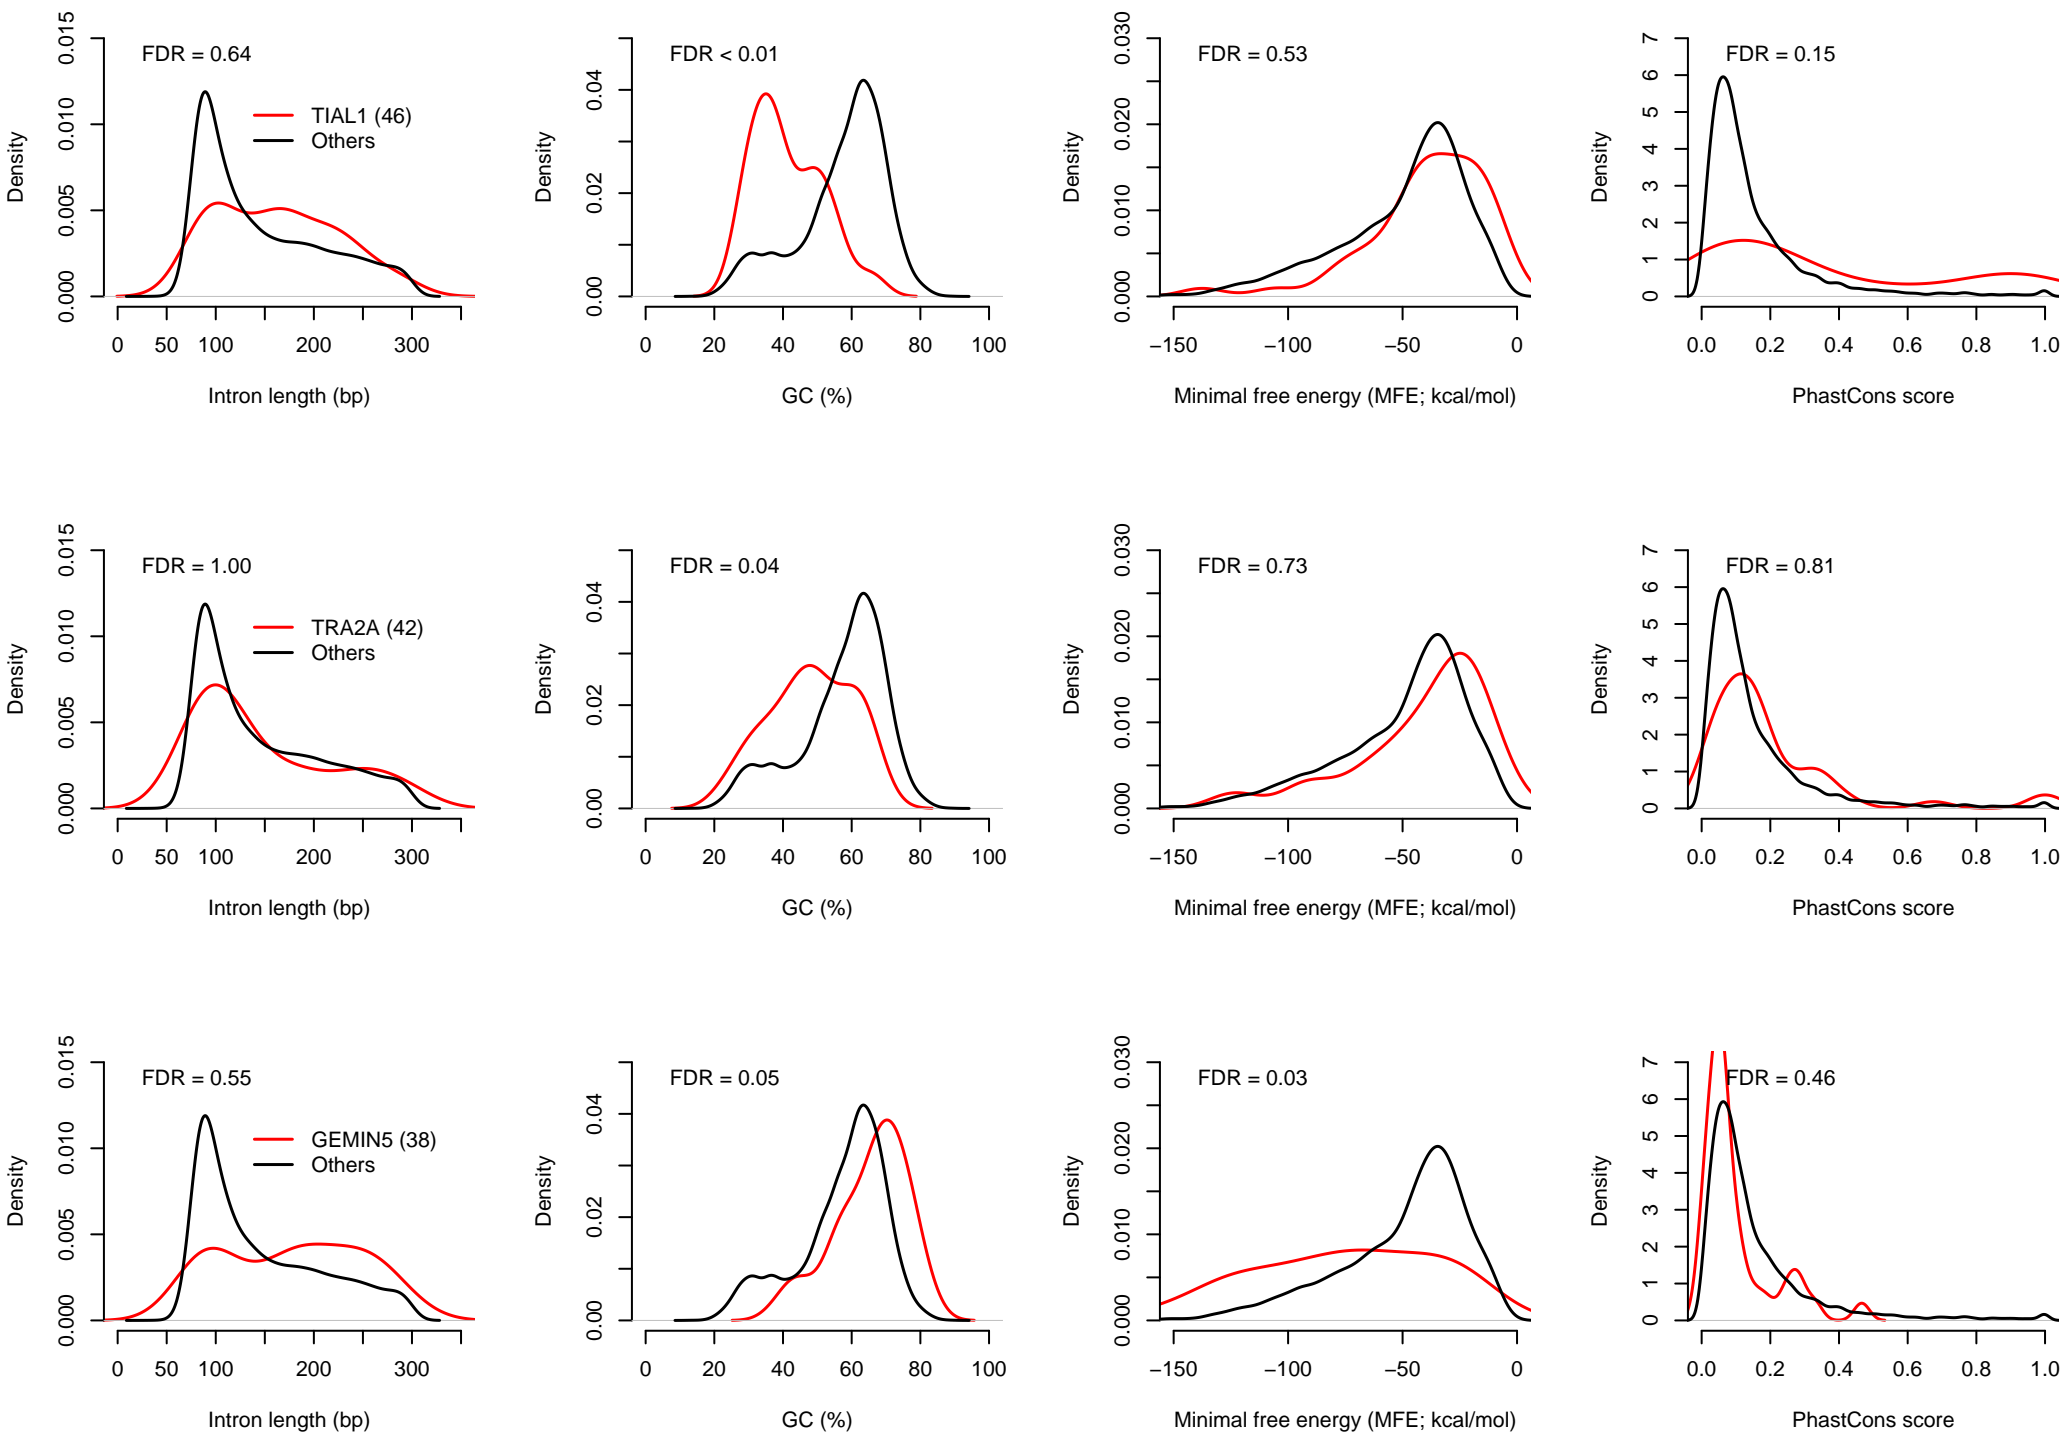 Density
0.000 0.005 0.010 0.015
FDR = 0.64
TIAL1 (46)
Others
0 50 100 200 300
Intron length (bp)
Density
0.00 0.02 0.04
FDR < 0.01
0 20 40 60 80 100
GC (%)
Density
0.000 0.010 0.020 0.030
FDR = 0.53
−150 −100 −50 0
Minimal free energy (MFE; kcal/mol)
Density
0 1 2 3 4 5 6 7
FDR = 0.15
0.0 0.2 0.4 0.6 0.8 1.0
PhastCons score
Density
0.000 0.005 0.010 0.015
FDR = 1.00
TRA2A (42)
Others
0 50 100 200 300
Intron length (bp)
Density
0.00 0.02 0.04
FDR = 0.04
0 20 40 60 80 100
GC (%)
Density
0.000 0.010 0.020 0.030
FDR = 0.73
−150 −100 −50 0
Minimal free energy (MFE; kcal/mol)
Density
0 1 2 3 4 5 6 7
FDR = 0.81
0.0 0.2 0.4 0.6 0.8 1.0
PhastCons score
Density
0.000 0.005 0.010 0.015
FDR = 0.55
GEMIN5 (38)
Others
0 50 100 200 300
Intron length (bp)
Density
0.00 0.02 0.04
FDR = 0.05
0 20 40 60 80 100
GC (%)
Density
0.000 0.010 0.020 0.030
FDR = 0.03
−150 −100 −50 0
Minimal free energy (MFE; kcal/mol)
Density
0 1 2 3 4 5 6 7
FDR = 0.46
0.0 0.2 0.4 0.6 0.8 1.0
PhastCons score